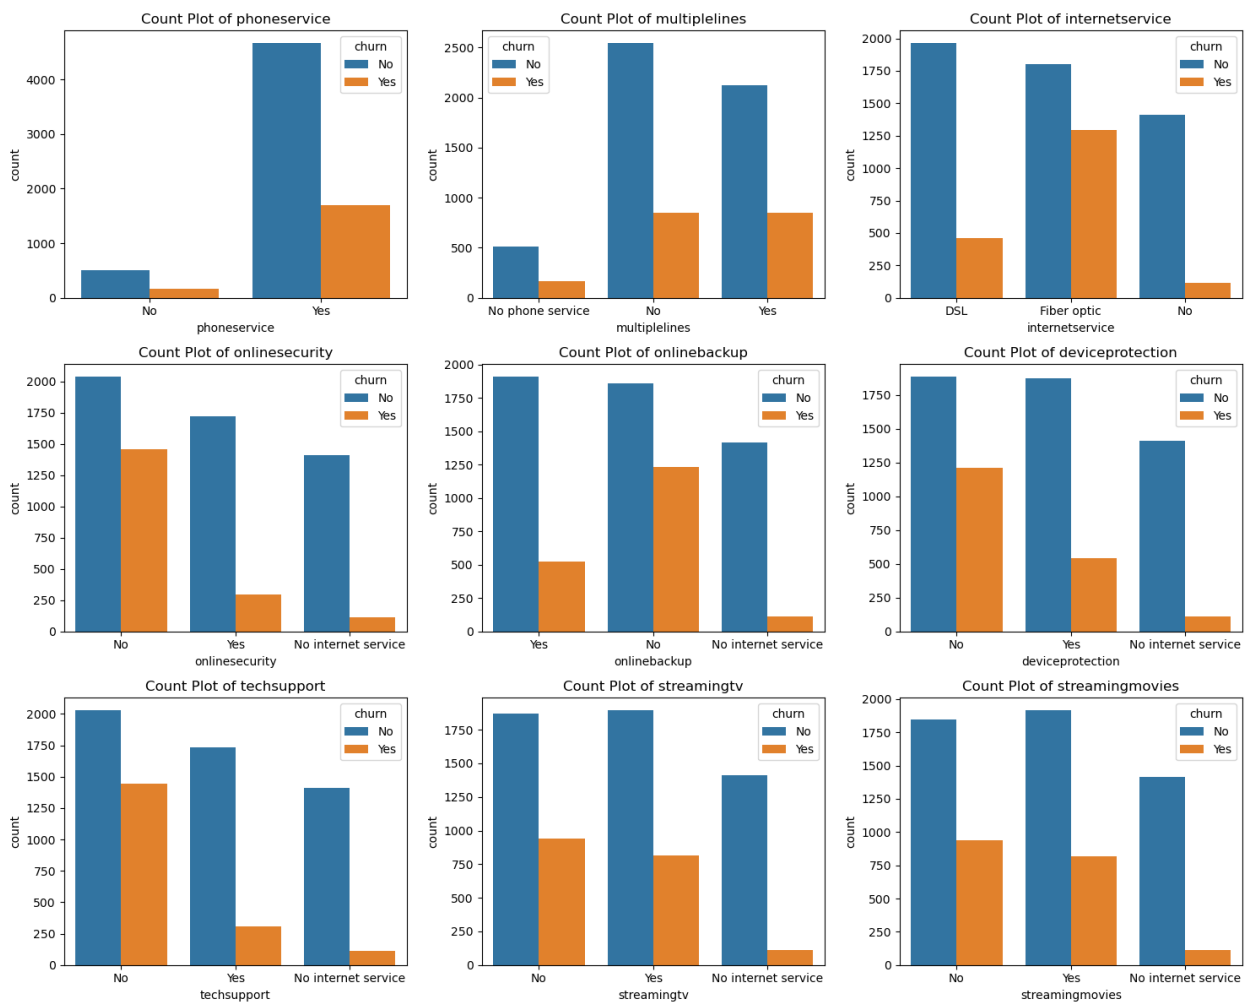 Count Plot of phoneservice
churn
No
Yes
4000
3000
2000
1000
0
count
No
Yes
phoneservice
Count Plot of multiplelines
churn
No
Yes
2500
2000
1500
1000
500
0
count
No phone service
No
Yes
multiplelines
Count Plot of internetservice
churn
No
Yes
2000
1750
1500
1250
1000
750
500
250
0
count
DSL
Fiber optic
No
internetservice
Count Plot of onlinesecurity
churn
No
Yes
2000
1750
1500
1250
1000
750
500
250
0
count
No
Yes
No internet service
onlinesecurity
Count Plot of onlinebackup
churn
No
Yes
2000
1750
1500
1250
1000
750
500
250
0
count
Yes
No
No internet service
onlinebackup
Count Plot of deviceprotection
churn
No
Yes
1750
1500
1250
1000
750
500
250
0
count
No
Yes
No internet service
deviceprotection
Count Plot of techsupport
churn
No
Yes
2000
1750
1500
1250
1000
750
500
250
0
count
No
Yes
No internet service
techsupport
Count Plot of streamingtv
churn
No
Yes
1750
1500
1250
1000
750
500
250
0
count
No
Yes
No internet service
streamingtv
Count Plot of streamingmovies
churn
No
Yes
2000
1750
1500
1250
1000
750
500
250
0
count
No
Yes
No internet service
streamingmovies